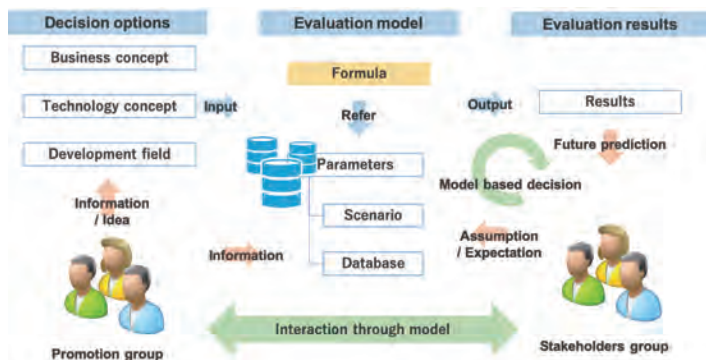 Decision options
Evaluation model
Evaluation results
Business concept
Formula
Technology concept
Input
Refer
Output
Results
Development field
Parameters
Future prediction
Model based decision
Information
/ Idea
Scenario
Information
Assumption
/ Expectation
Database
Interaction through model
Promotion group
Stakeholders group